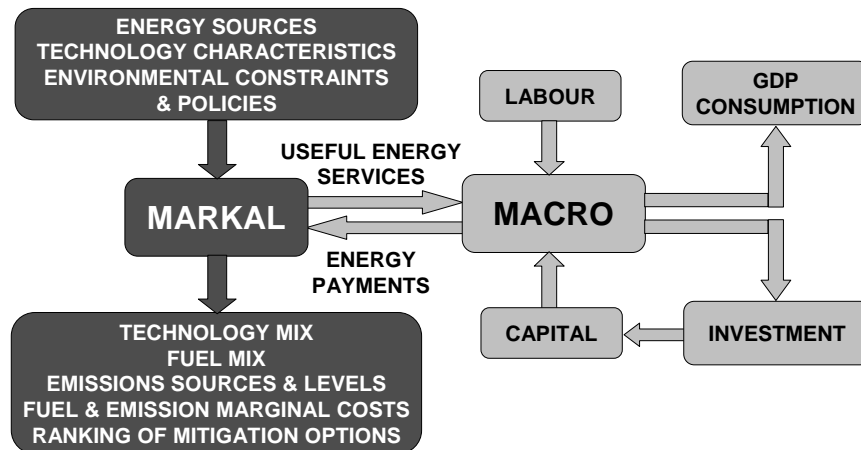 ENERGY SOURCES
TECHNOLOGY CHARACTERISTICS
ENVIRONMENTAL CONSTRAINTS
& POLICIES
LABOUR
GDP
CONSUMPTION
USEFUL ENERGY
SERVICES
MARKAL
MACRO
ENERGY
PAYMENTS
CAPITAL
INVESTMENT
TECHNOLOGY MIX
FUEL MIX
EMISSIONS SOURCES & LEVELS
FUEL & EMISSION MARGINAL COSTS
RANKING OF MITIGATION OPTIONS